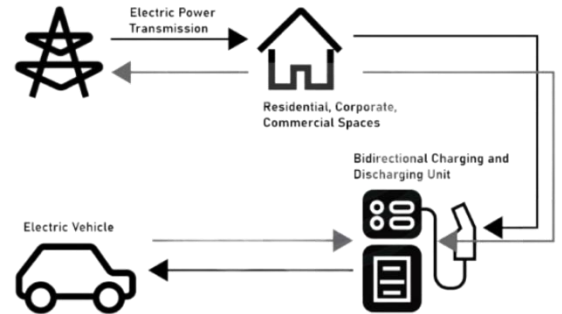 Electric Power
Transmission
Residential, Corporate,
Commercial Spaces
Bidirectional Charging and
Discharging Unit
Electric Vehicle